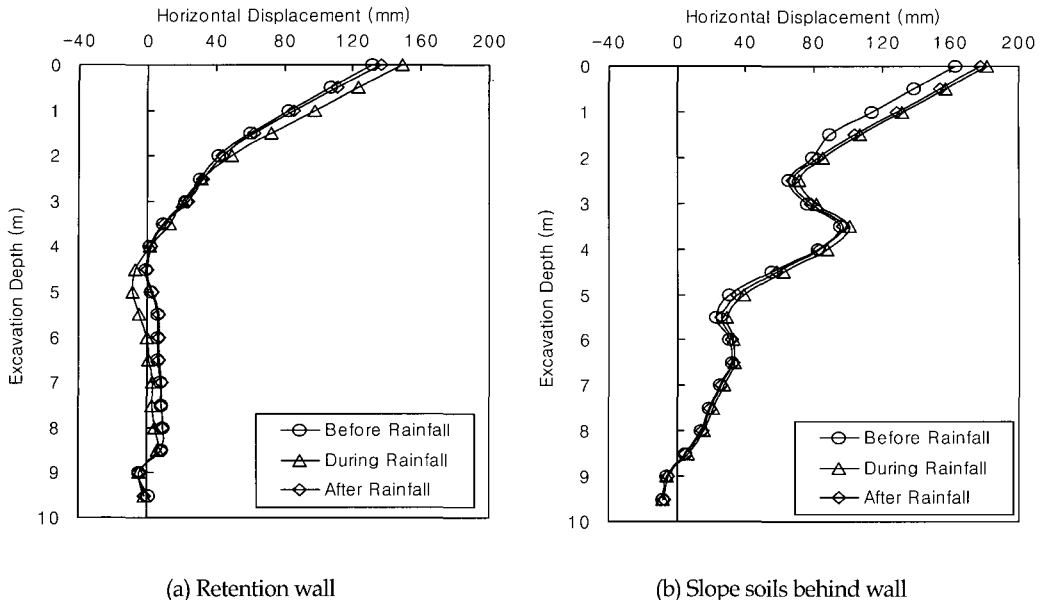 Horizontal Displacement (mm)
-40 0 40 80 120 160 200
0
1
2
3
4
5
6
7
8
9
10
Excavation Depth (m)
Before Rainfall
During Rainfall
After Rainfall
(a) Retention wall
Horizontal Displacement (mm)
-40 0 40 80 120 160 200
0
1
2
3
4
5
6
7
8
9
10
Excavation Depth (m)
Before Rainfall
During Rainfall
After Rainfall
(b) Slope soils behind wall